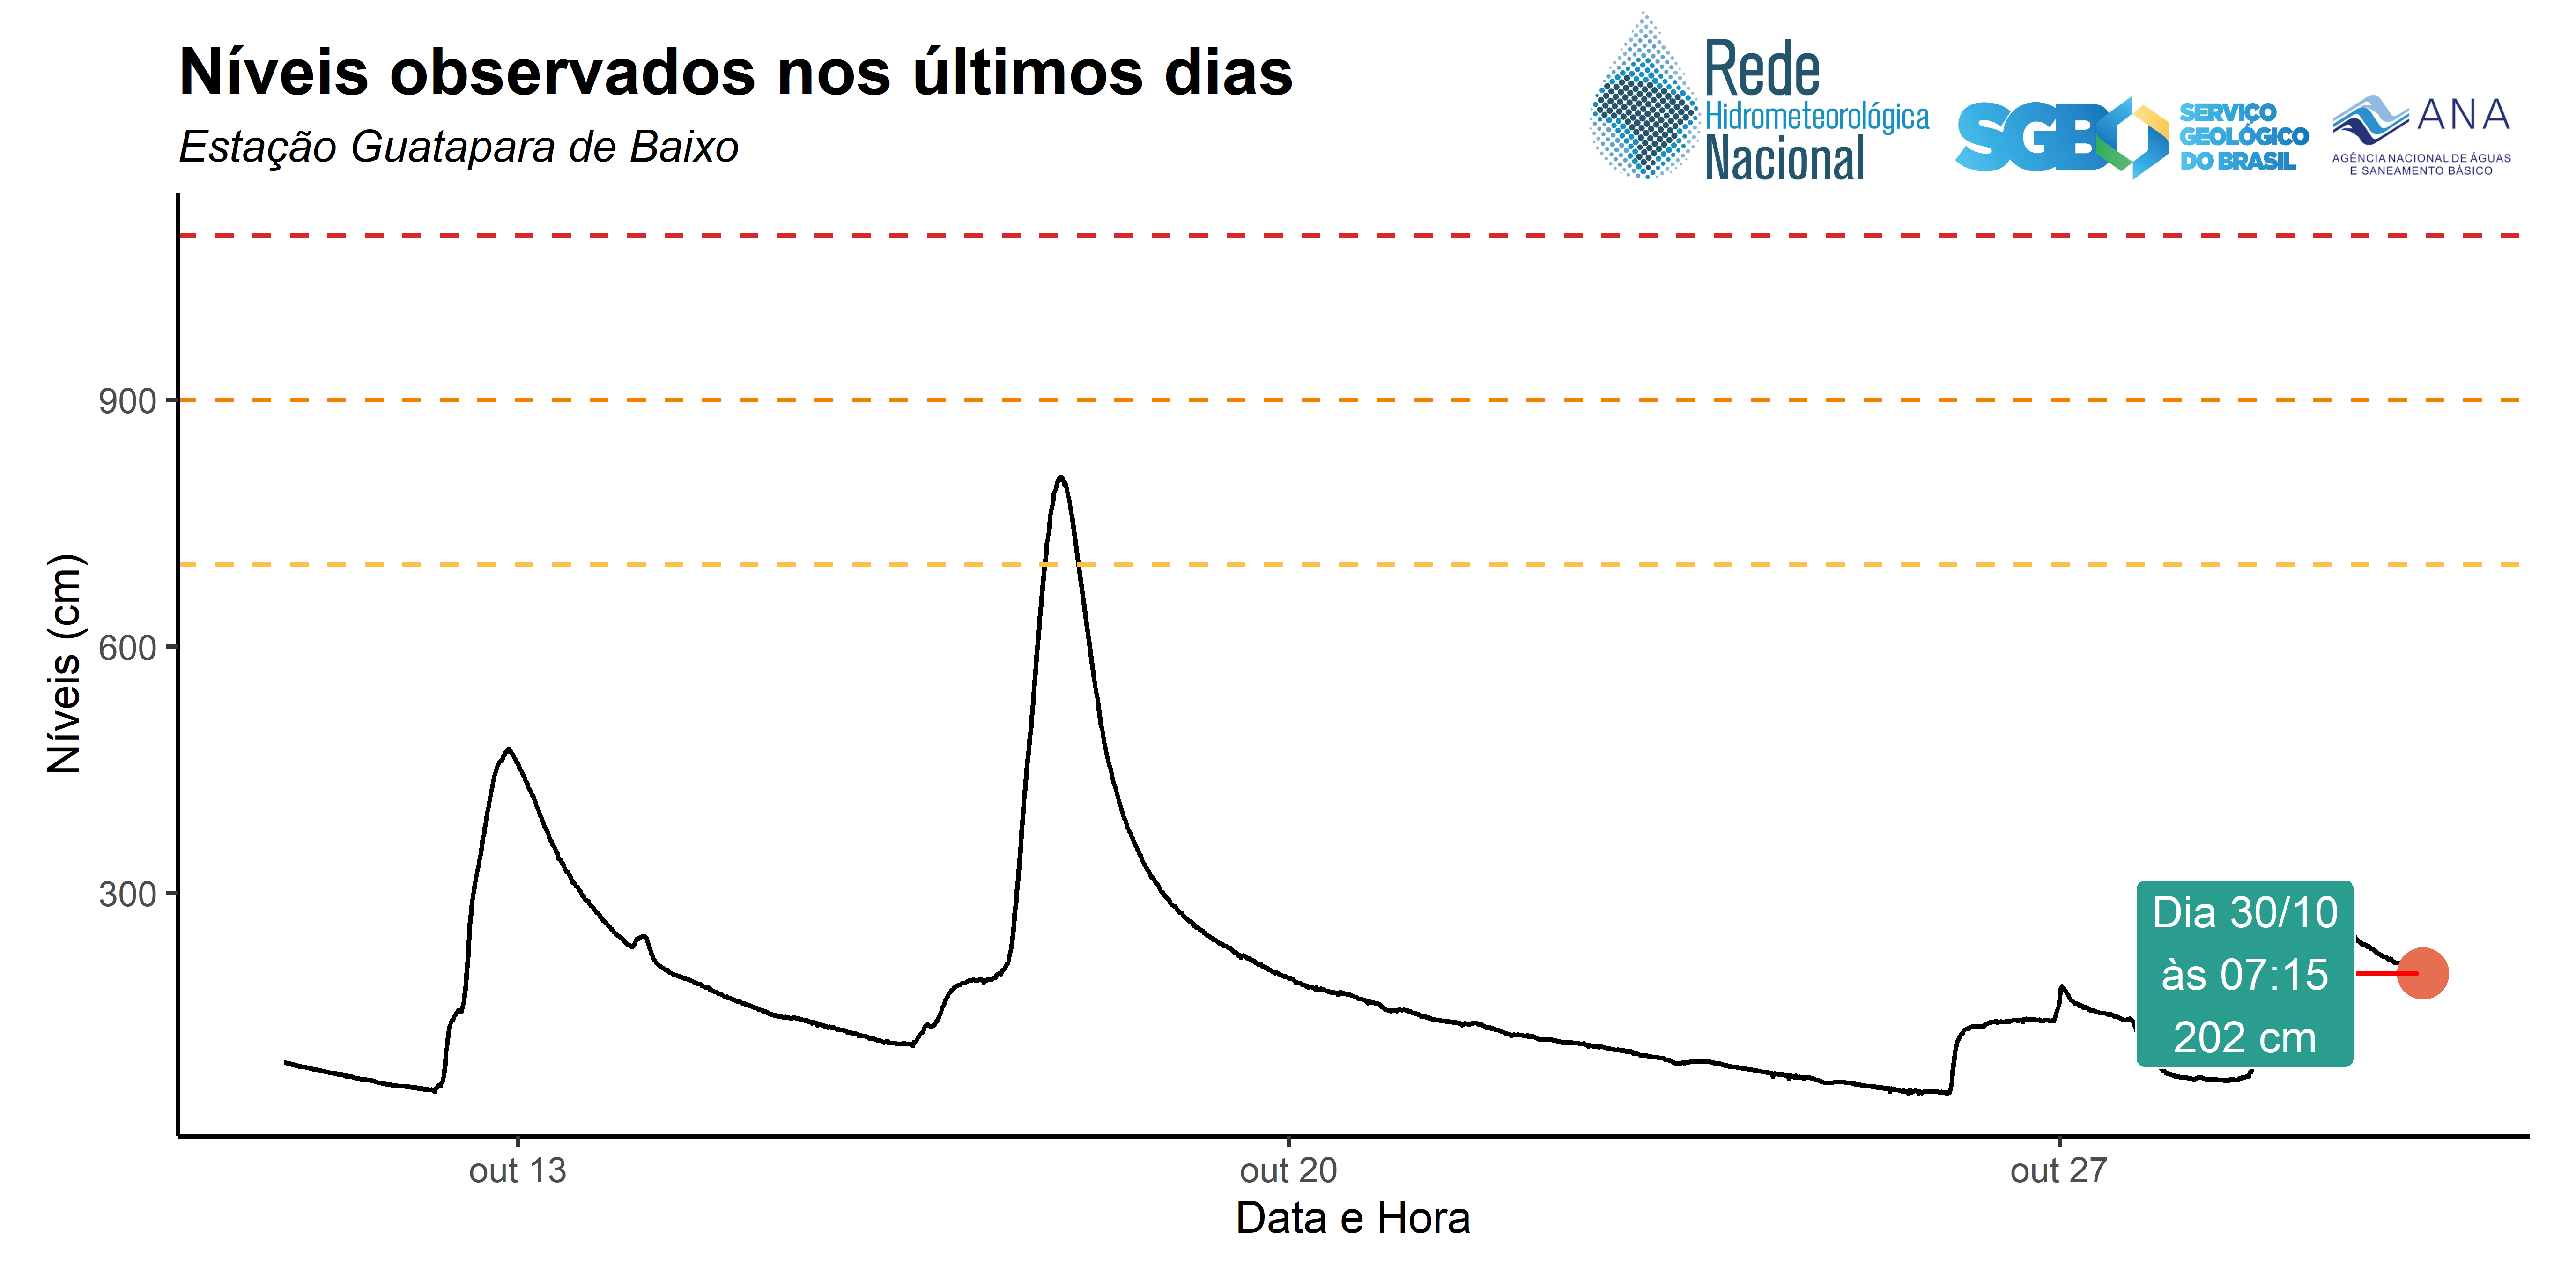 Níveis observados nos últimos dias
Estação Guatapara de Baixo
Rede
Hidrometeorológica
Nacional
SGB
SERVIÇO
GEOLÓGICO
DO BRASIL
ANA
AGÊNCIA NACIONAL DE ÁGUAS
E SANEAMENTO BÁSICO
Níveis (cm)
900
600
300
Dia 30/10
às 07:15
202 cm
out 13
out 20
out 27
Data e Hora